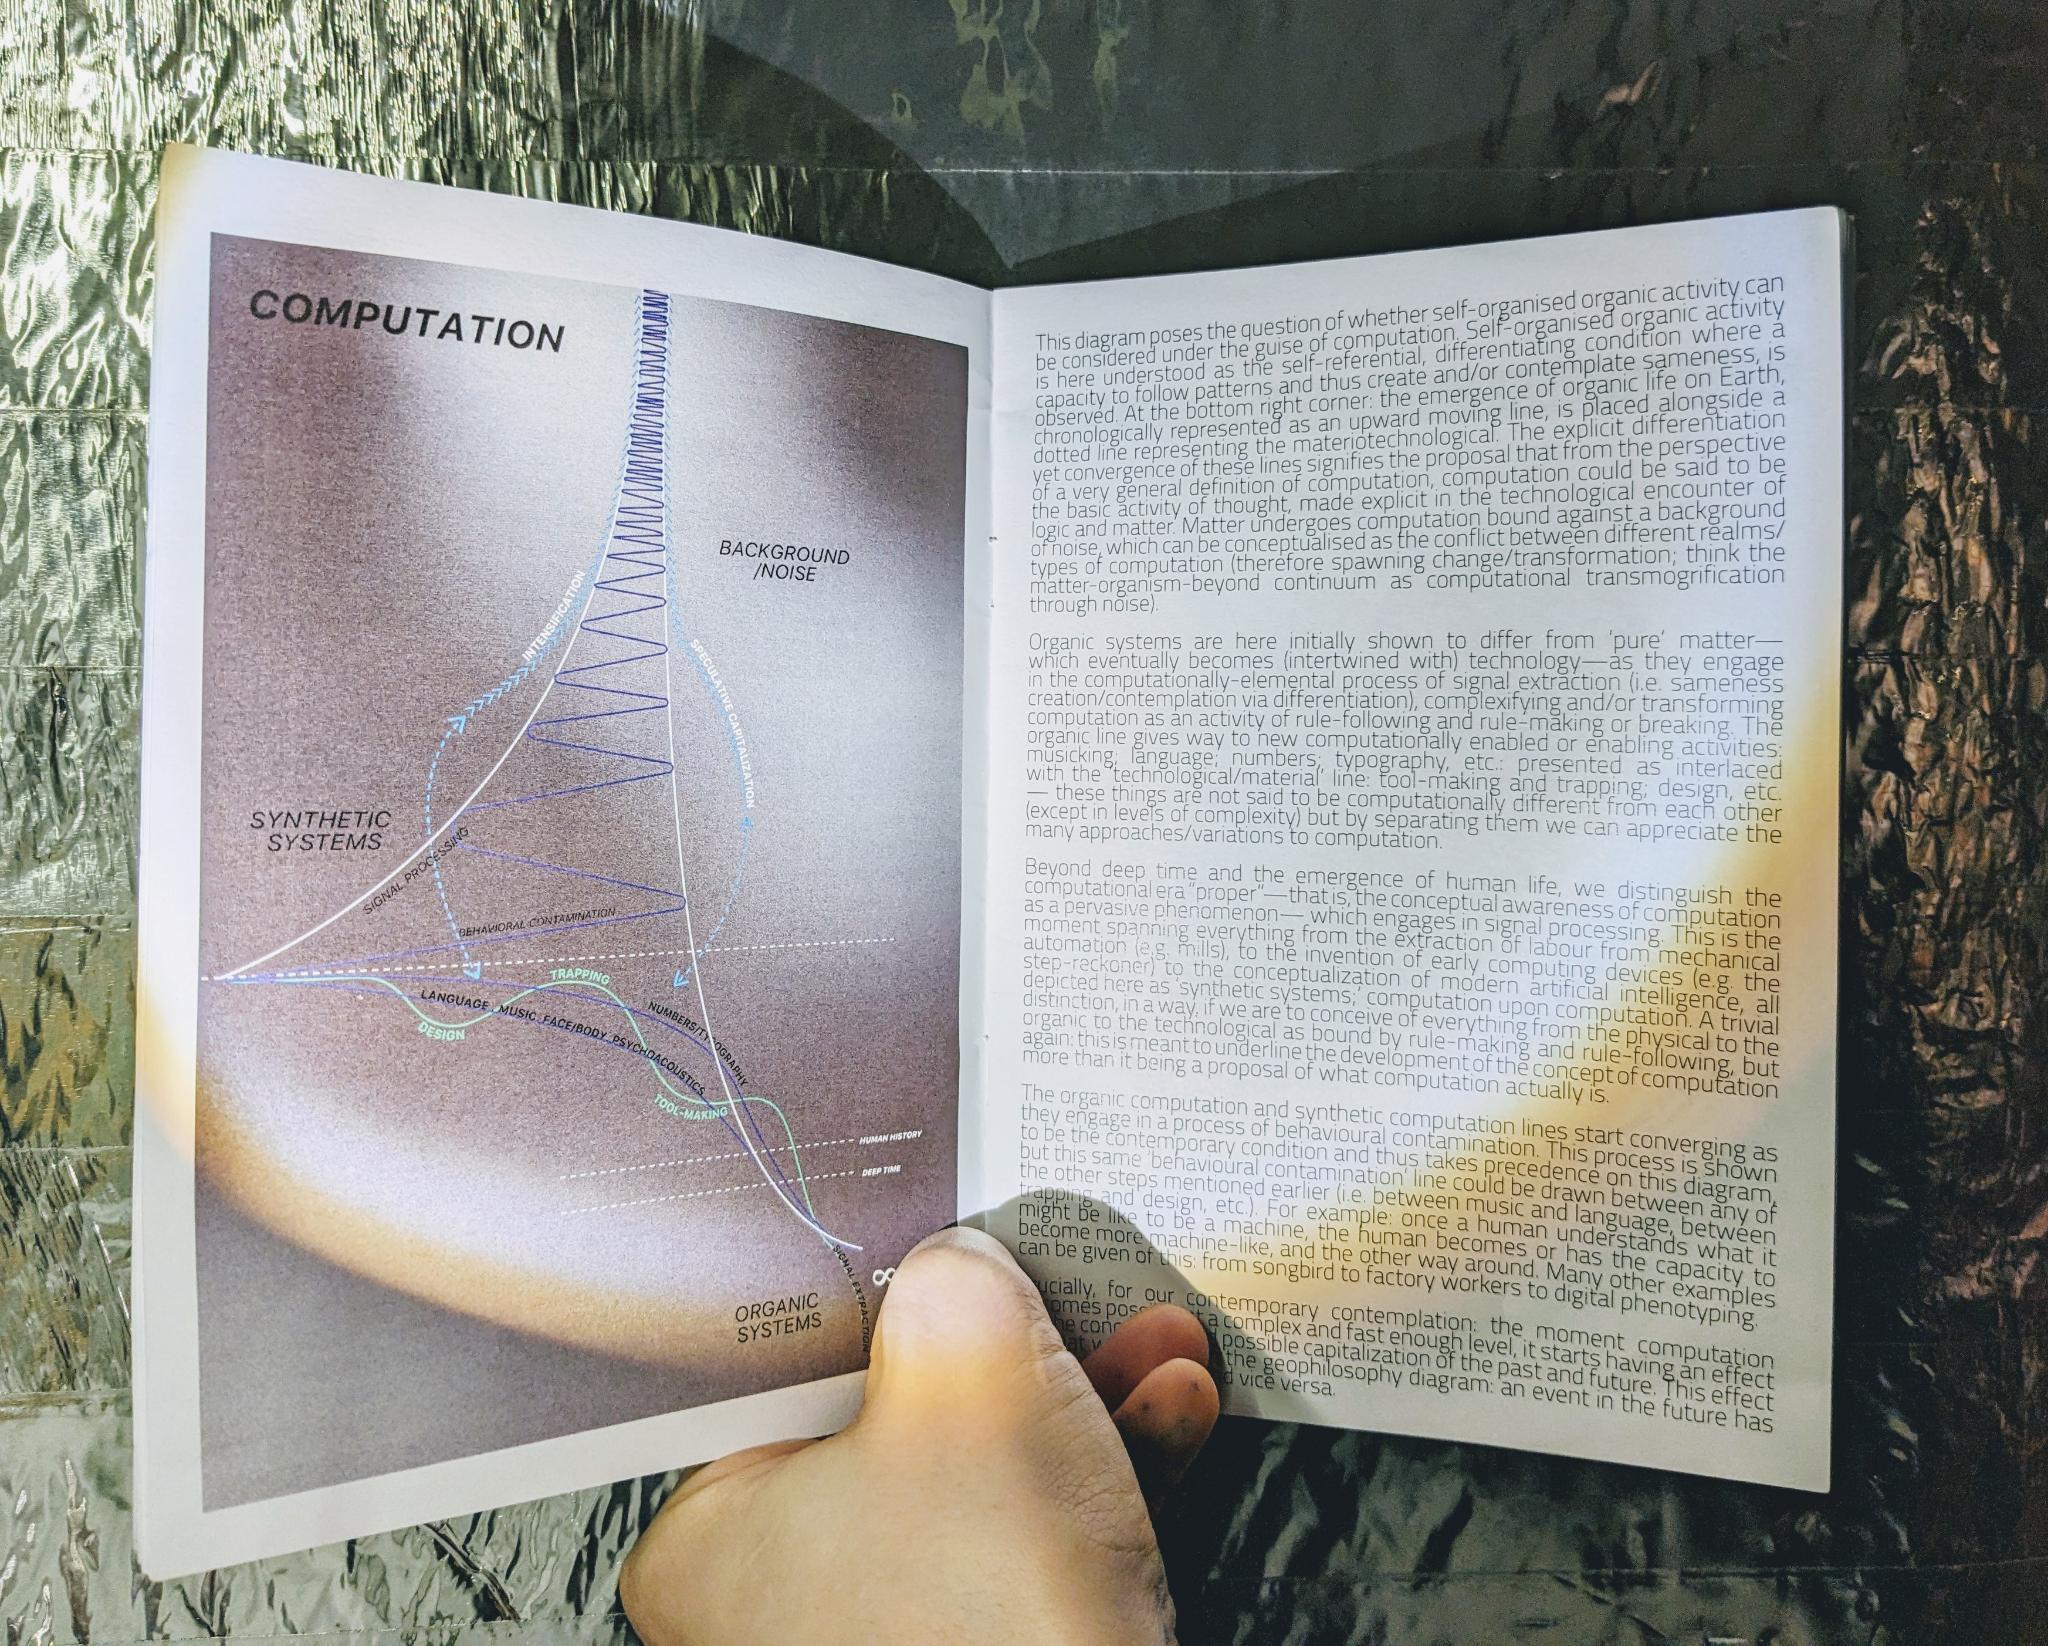 COMPUTATION
BACKGROUND
/NOISE
INTENSIFICATION
SPECULATIVE CAPITALIZATION
SYNTHETIC
SYSTEMS
SIGNAL PROCESSING
BEHAVIORAL CONTAMINATION
TRAPPING
LANGUAGE MUSIC FACE/BODY PSYCHOACOUSTICS
NUMBERS/TYPOGRAPHY
DESIGN
TOOL-MAKING
HUMAN HISTORY
DEEP TIME
SIGNAL EXTRACTION
∞
ORGANIC
SYSTEMS
This diagram poses the question of whether self-organised organic activity can
be considered under the guise of computation. Self-organised organic activity
is here understood as the self-referential, differentiating condition where a
capacity to follow patterns and thus create and/or contemplate sameness, is
observed. At the bottom right corner: the emergence of organic life on Earth,
chronologically represented as an upward moving line, is placed alongside a
dotted line representing the materiotechnological. The explicit differentiation
yet convergence of these lines signifies the proposal that from the perspective
of a very general definition of computation, computation could be said to be
the basic activity of thought, made explicit in the technological encounter of
logic and matter. Matter undergoes computation bound against a background
of noise, which can be conceptualised as the conflict between different realms/
types of computation (therefore spawning change/transformation; think the
matter-organism-beyond continuum as computational transmogrification
through noise).
Organic systems are here initially shown to differ from 'pure' matter—
which eventually becomes (intertwined with) technology—as they engage
in the computationally-elemental process of signal extraction (i.e. sameness
creation/contemplation via differentiation), complexifying and/or transforming
computation as an activity of rule-following and rule-making or breaking. The
organic line gives way to new computationally enabled or enabling activities:
musicking; language; numbers; typography, etc.: presented as interlaced
with the 'technological/material' line: tool-making and trapping; design, etc.
— these things are not said to be computationally different from each other
(except in levels of complexity) but by separating them we can appreciate the
many approaches/variations to computation.
Beyond deep time and the emergence of human life, we distinguish the
computational era "proper"—that is, the conceptual awareness of computation
as a pervasive phenomenon— which engages in signal processing. This is the
moment spanning everything from the extraction of labour from mechanical
automation (e.g. mills), to the invention of early computing devices (e.g. the
step-reckoner) to the conceptualization of modern artificial intelligence, all
depicted here as 'synthetic systems;' computation upon computation. A trivial
distinction, in a way, if we are to conceive of everything from the physical to the
organic to the technological as bound by rule-making and rule-following, but
again: this is meant to underline the development of the concept of computation
more than it being a proposal of what computation actually is.
The organic computation and synthetic computation lines start converging as
they engage in a process of behavioural contamination. This process is shown
to be the contemporary condition and thus takes precedence on this diagram,
but this same 'behavioural contamination' line could be drawn between any of
the other steps mentioned earlier (i.e. between music and language, between
trapping and design, etc.). For example: once a human understands what it
might be like to be a machine, the human becomes or has the capacity to
become more machine-like, and the other way around. Many other examples
can be given of this: from songbird to factory workers to digital phenotyping.
for our contemporary contemplation: the moment computation
a complex and fast enough level, it starts having an effect
possible capitalization of the past and future. This effect
the geophilosophy diagram: an event in the future has
vice versa.